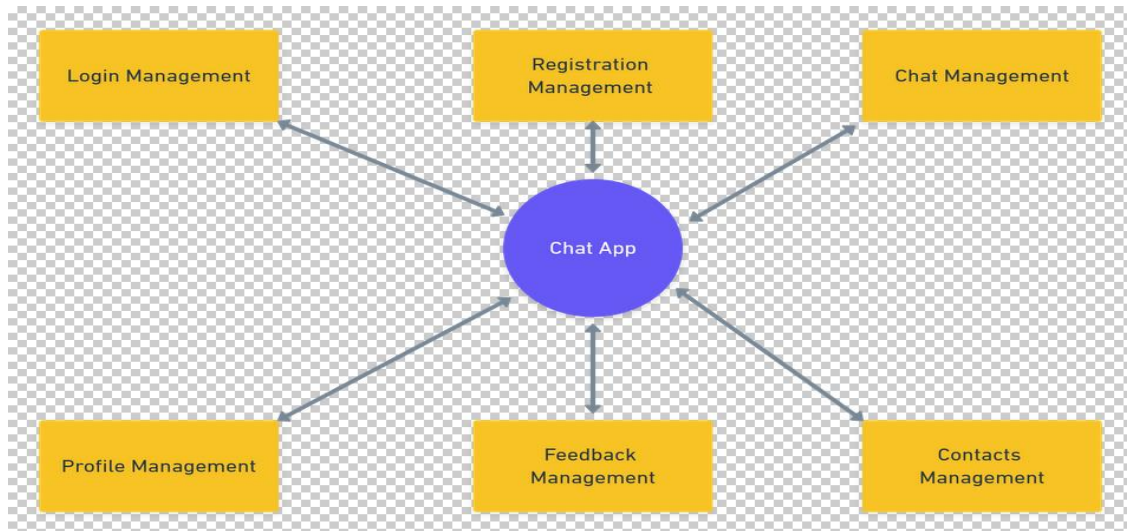 Login Management
Registration
Management
Chat Management
Chat App
Profile Management
Feedback
Management
Contacts
Management